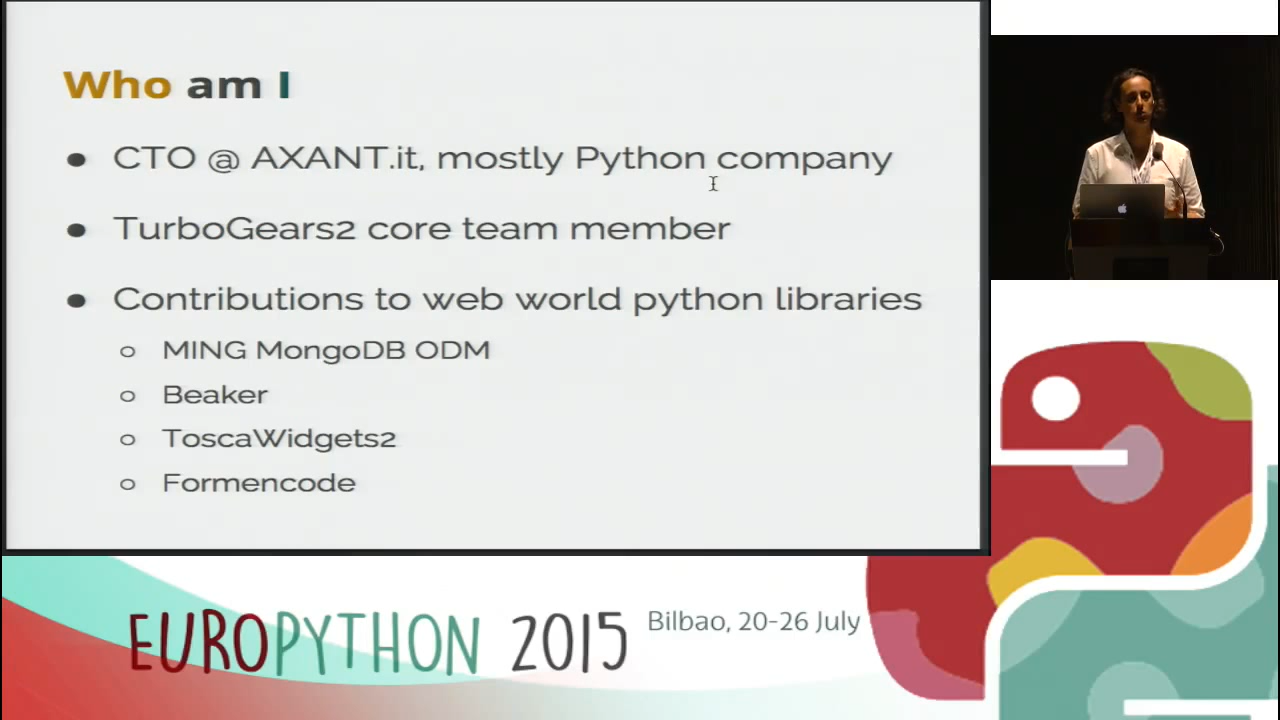 Who am I
CTO @ AXANT.it, mostly Python company
TurboGears2 core team member
Contributions to web world python libraries
MING MongoDB ODM
Beaker
ToscaWidgets2
Formencode
EUROPYTHON 2015
Bilbao, 20-26 July